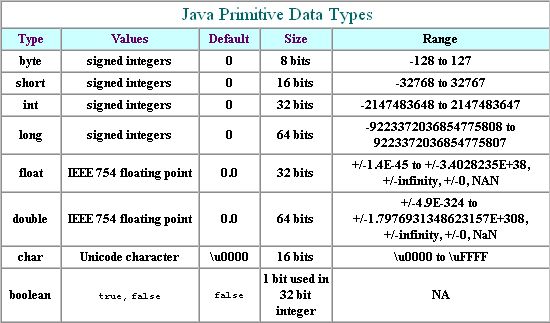 Java Primitive Data Types
Type Values Default Size Range
byte signed integers 0 8 bits -128 to 127
short signed integers 0 16 bits -32768 to 32767
int signed integers 0 32 bits -2147483648 to 2147483647
long signed integers 0 64 bits -9223372036854775808 to
9223372036854775807
float IEEE 754 floating point 0.0 32 bits +/-1.4E-45 to +/-3.4028235E+38,
+/-infinity, +/-0, NAN
double IEEE 754 floating point 0.0 64 bits +/-4.9E-324 to
+/-1.7976931348623157E+308,
+/-infinity, +/-0, NaN
char Unicode character \u0000 16 bits \u0000 to \uFFFF
boolean true, false false 1 bit used in
32 bit
integer NA